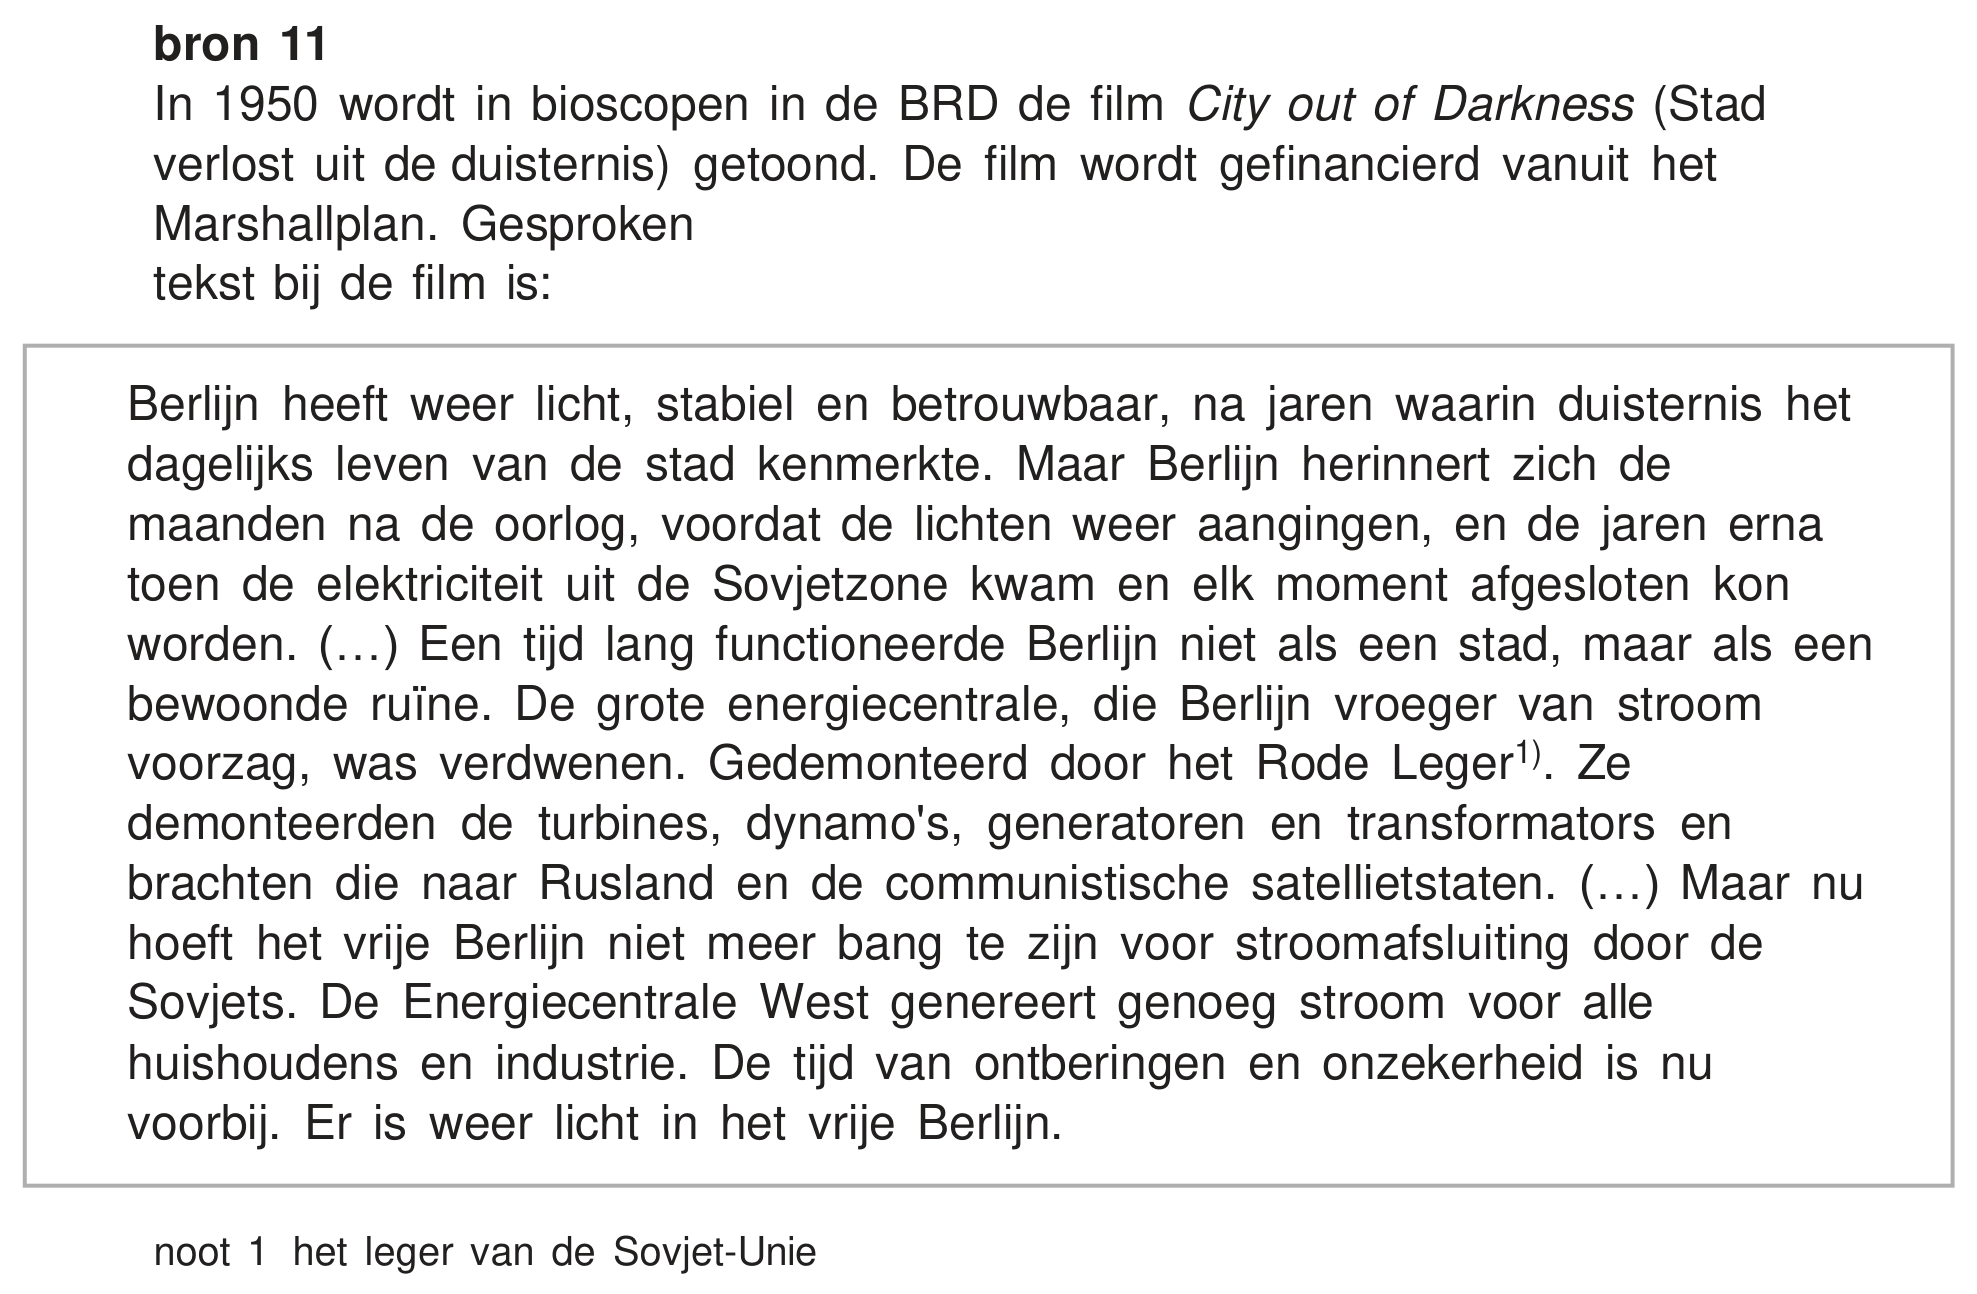 bron 11
In 1950 wordt in bioscopen in de BRD de film City out of Darkness (Stad
verlost uit de duisternis) getoond. De film wordt gefinancierd vanuit het
Marshallplan. Gesproken
tekst bij de film is:
Berlijn heeft weer licht, stabiel en betrouwbaar, na jaren waarin duisternis het
dagelijks leven van de stad kenmerkte. Maar Berlijn herinnert zich de
maanden na de oorlog, voordat de lichten weer aangingen, en de jaren erna
toen de elektriciteit uit de Sovjetzone kwam en elk moment afgesloten kon
worden. (…) Een tijd lang functioneerde Berlijn niet als een stad, maar als een
bewoonde ruïne. De grote energiecentrale, die Berlijn vroeger van stroom
voorzag, was verdwenen. Gedemonteerd door het Rode Leger1). Ze
demonteerden de turbines, dynamo's, generatoren en transformators en
brachten die naar Rusland en de communistische satellietstaten. (…) Maar nu
hoeft het vrije Berlijn niet meer bang te zijn voor stroomafsluiting door de
Sovjets. De Energiecentrale West genereert genoeg stroom voor alle
huishoudens en industrie. De tijd van ontberingen en onzekerheid is nu
voorbij. Er is weer licht in het vrije Berlijn.
noot 1 het leger van de Sovjet-Unie